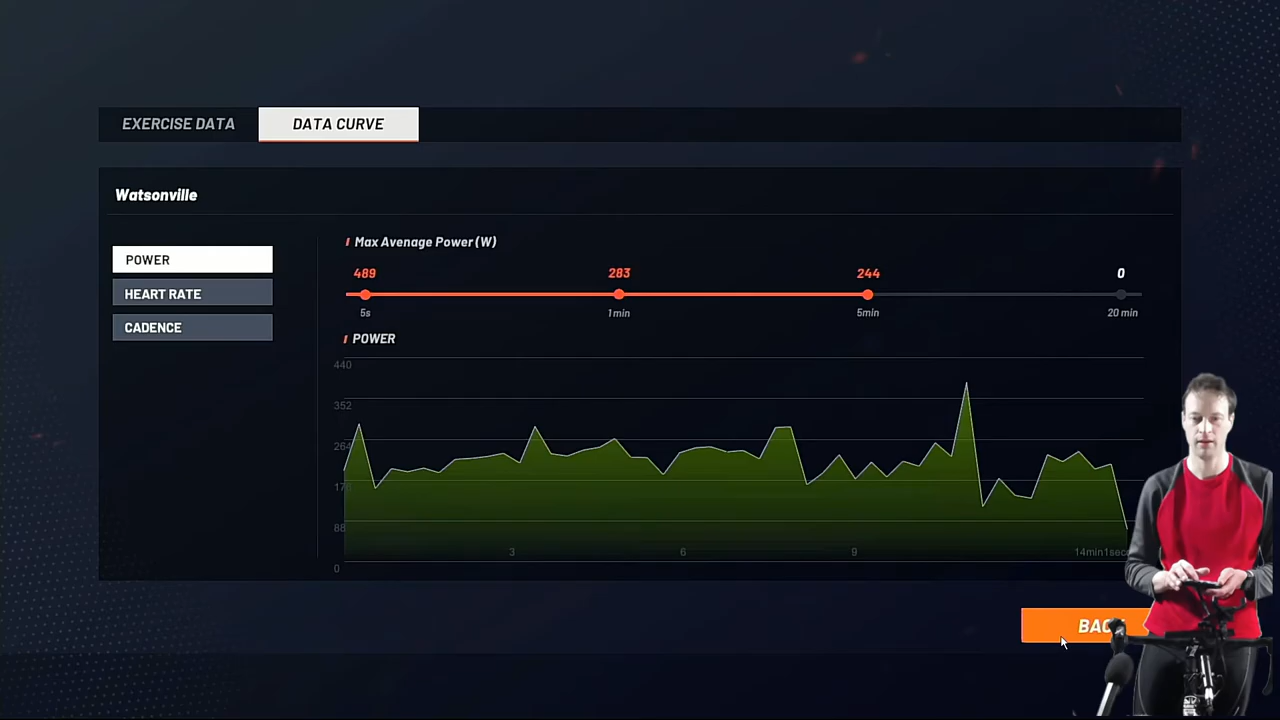 EXERCISE DATA
DATA CURVE
Watsonville
POWER
HEART RATE
CADENCE
Max Avenage Power (W)
489 283 244 0
5s 1min 5min 20 min
POWER
440
352
264
88
0
3 6 9 14min1sec